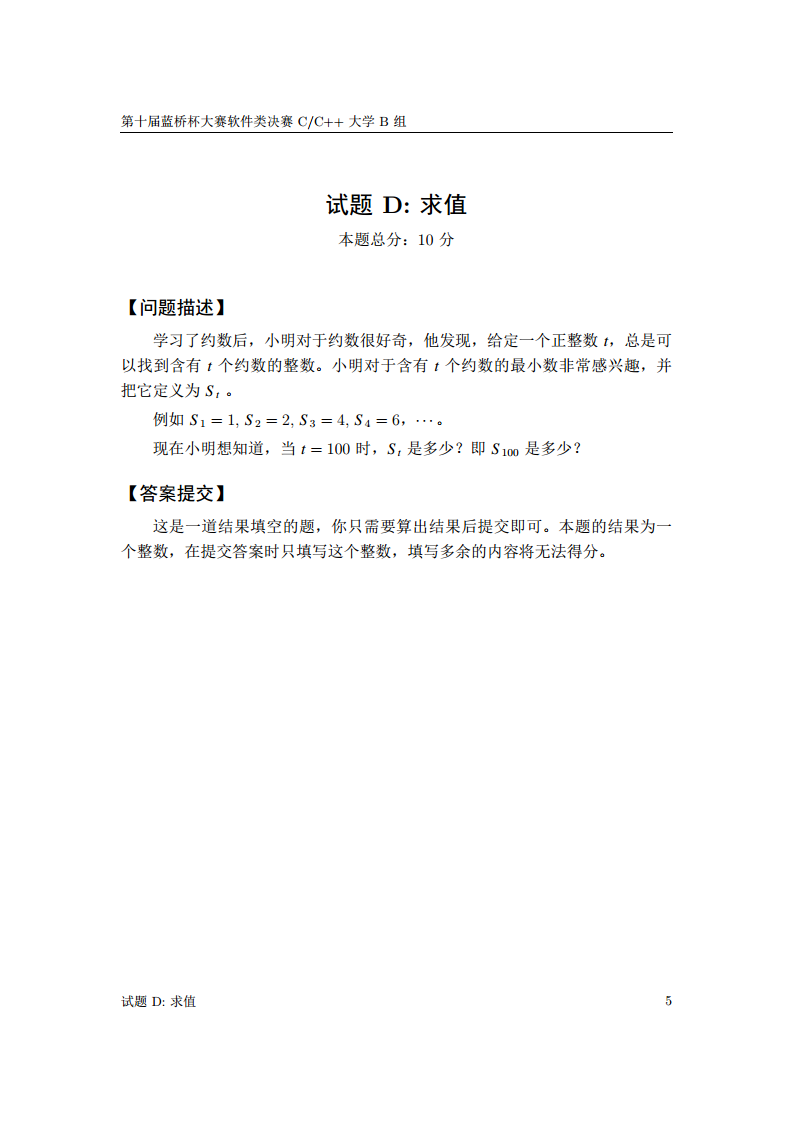 第十届蓝桥杯大赛软件类决赛 C/C++ 大学 B 组
试题 D: 求值
本题总分：10 分
【问题描述】
学习了约数后，小明对于约数很好奇，他发现，给定一个正整数 t，总是可
以找到含有 t 个约数的整数。小明对于含有 t 个约数的最小数非常感兴趣，并
把它定义为 Sₜ 。
例如 S₁ = 1, S₂ = 2, S₃ = 4, S₄ = 6，⋯ 。
现在小明想知道，当 t = 100 时，Sₜ 是多少？即 S₁₀₀ 是多少？
【答案提交】
这是一道结果填空的题，你只需要算出结果后提交即可。本题的结果为一
个整数，在提交答案时只填写这个整数，填写多余的内容将无法得分。
试题 D: 求值 5